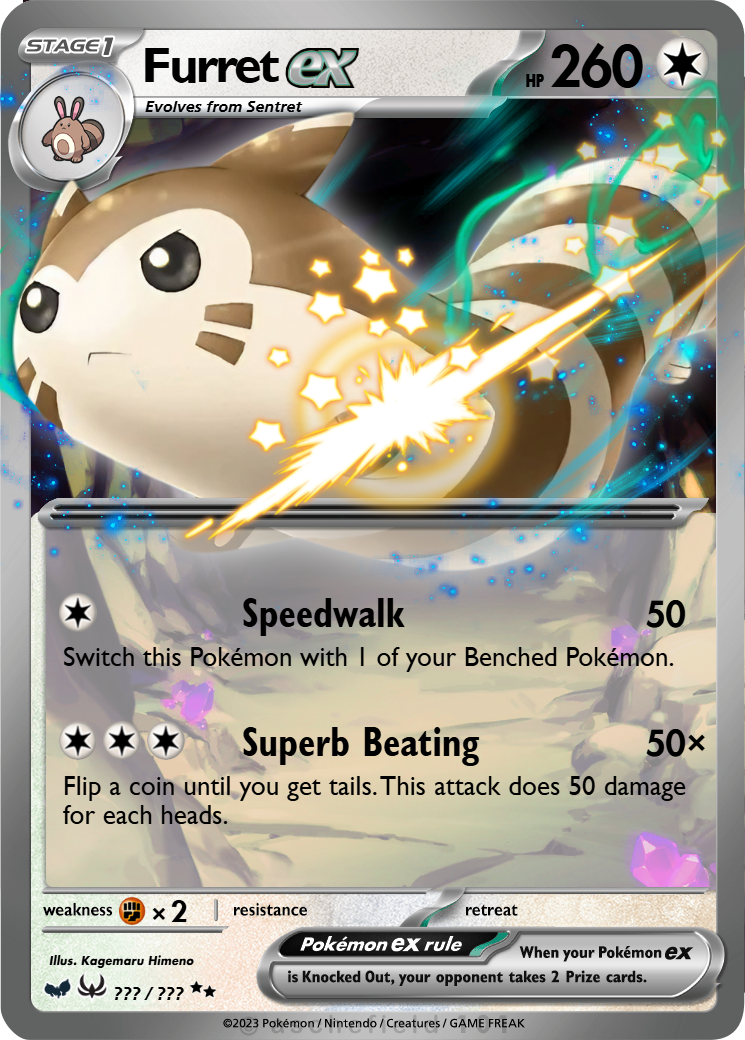 STAGE 1
Furret ex
HP 260
Evolves from Sentret
Speedwalk 50
Switch this Pokémon with 1 of your Benched Pokémon.
Superb Beating 50×
Flip a coin until you get tails. This attack does 50 damage
for each heads.
weakness × 2 resistance retreat
Illus. Kagemaru Himeno
??? / ???
Pokémon ex rule When your Pokémon ex
is Knocked Out, your opponent takes 2 Prize cards.
©2023 Pokémon / Nintendo / Creatures / GAME FREAK